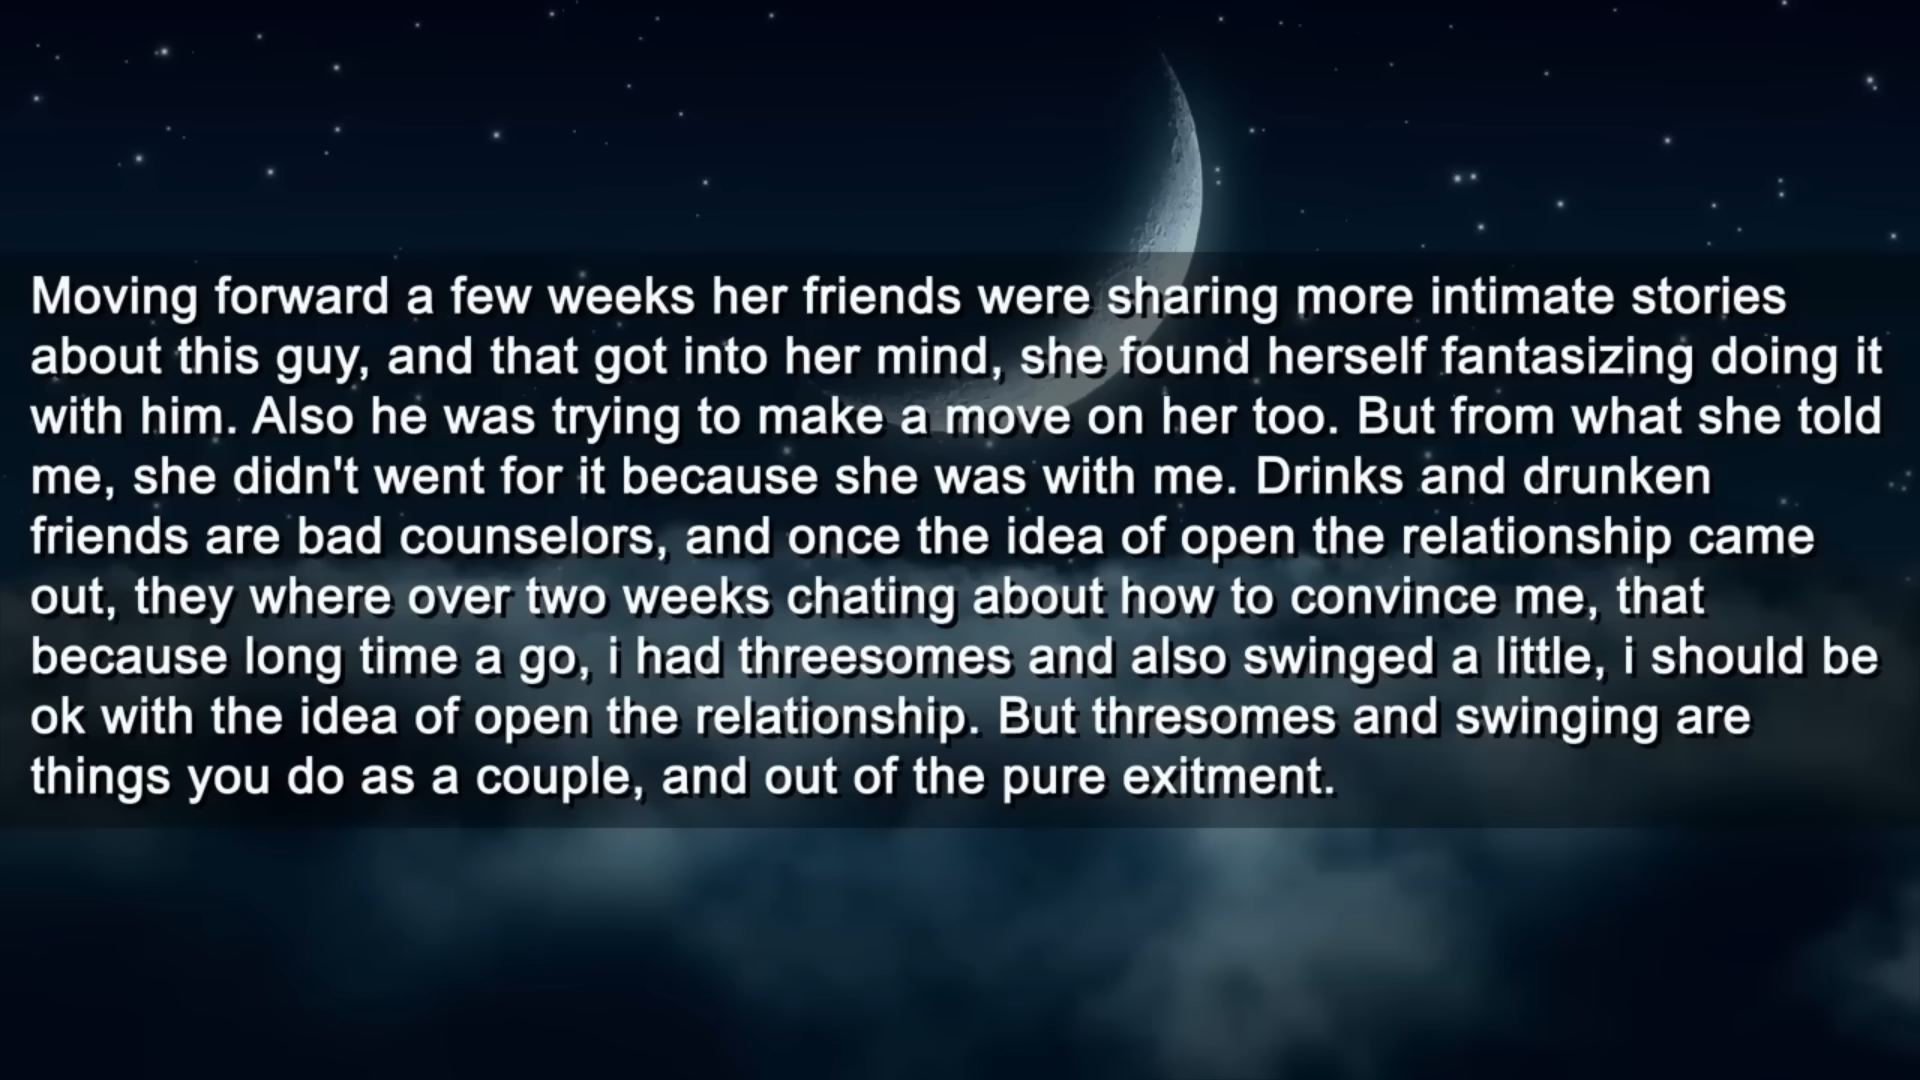 Moving forward a few weeks her friends were sharing more intimate stories
about this guy, and that got into her mind, she found herself fantasizing doing it
with him. Also he was trying to make a move on her too. But from what she told
me, she didn't went for it because she was with me. Drinks and drunken
friends are bad counselors, and once the idea of open the relationship came
out, they where over two weeks chating about how to convince me, that
because long time a go, i had threesomes and also swinged a little, i should be
ok with the idea of open the relationship. But thresomes and swinging are
things you do as a couple, and out of the pure exitment.